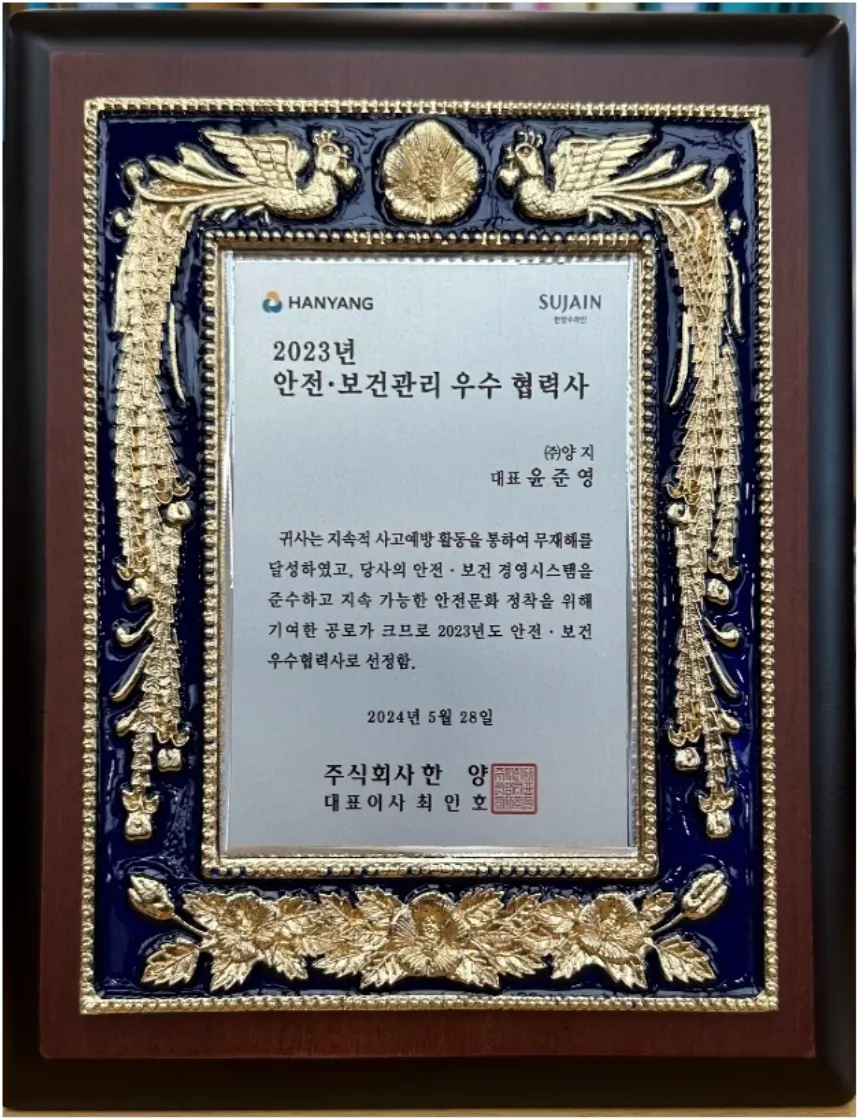 HANYANG
SUJAIN
한양수자인
2023년
안전·보건관리 우수 협력사
㈜양 지
대표 윤 준 영
귀사는 지속적 사고예방 활동을 통하여 무재해를
달성하였고, 당사의 안전 · 보건 경영시스템을
준수하고 지속 가능한 안전문화 정착을 위해
기여한 공로가 크므로 2023년도 안전 · 보건
우수협력사로 선정함.
2024년 5월 28일
주식회사 한 양
대표이사 최 인 호